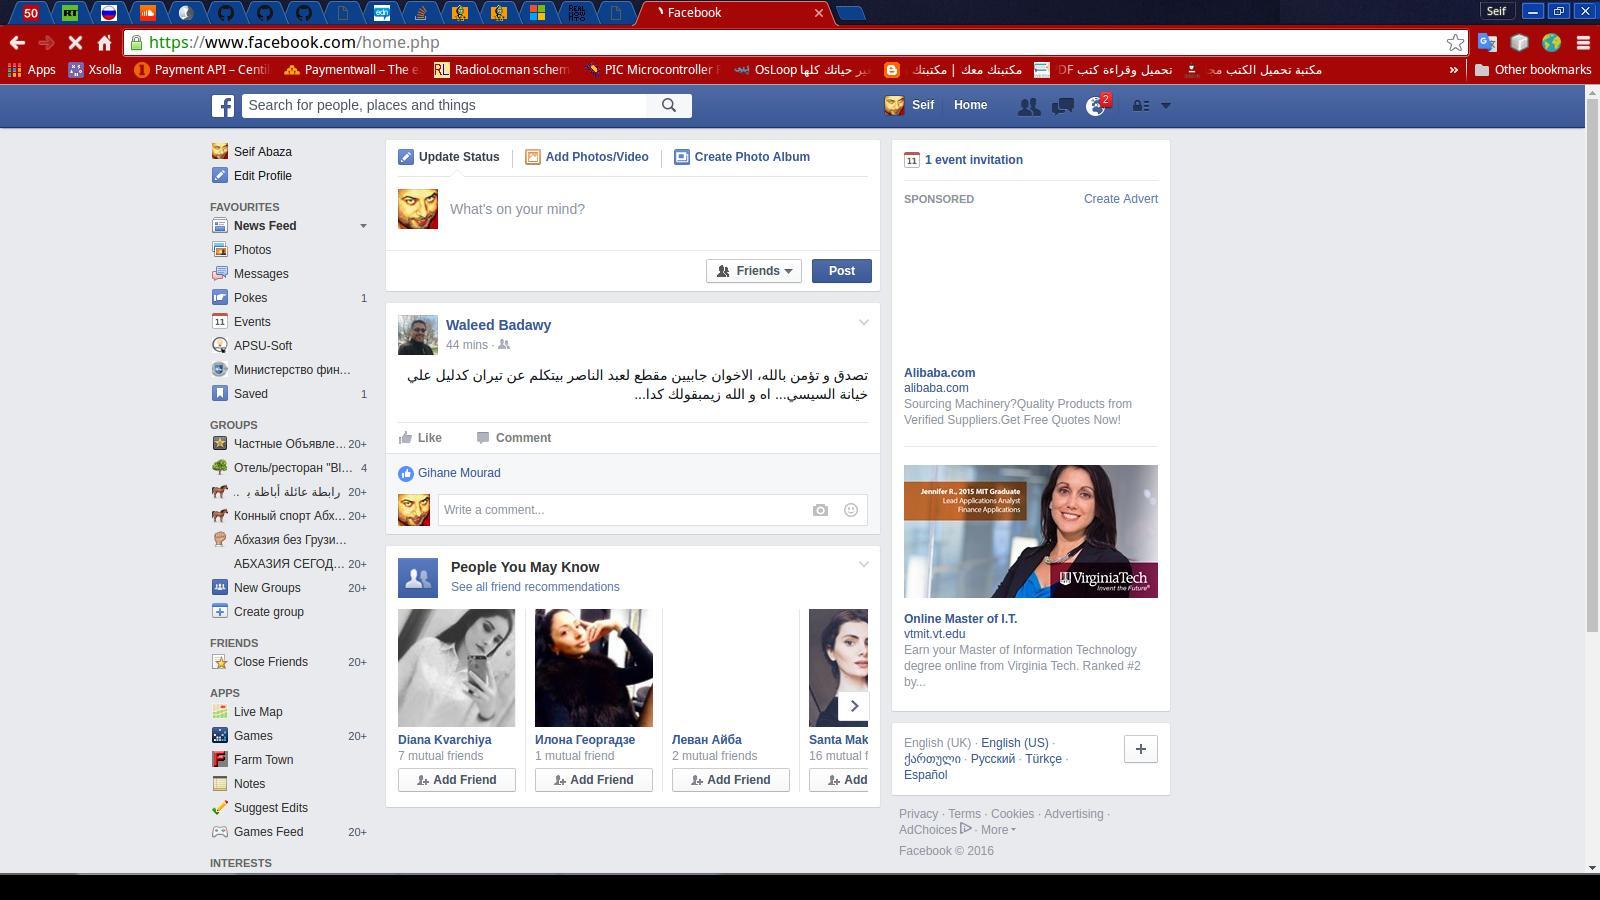 50
RT
edn
Facebook
Seif
https://www.facebook.com/home.php
Apps
Xsolla
Payment API – Centi
Paymentwall – The e
RL RadioLocman schem
PIC Microcontroller
OsLoop غير حياتك كلها
مكتبتك معك | مكتبتك
تحميل وقراءة كتب
مكتبة تحميل الكتب
»
Other bookmarks
Search for people, places and things
Seif
Home
2
Seif Abaza
Edit Profile
FAVOURITES
News Feed
Photos
Messages
Pokes 1
11 Events
APSU-Soft
Министерство фин...
Saved 1
GROUPS
Частные Объявле... 20+
Отель/ресторан "Bl... 4
رابطة عائلة أباظة ب .. 20+
Конный спорт Абх... 20+
Абхазия без Грузи...
АБХАЗИЯ СЕГОД... 20+
New Groups 20+
Create group
FRIENDS
Close Friends 20+
APPS
Live Map
Games 20+
Farm Town
Notes
Suggest Edits
Games Feed 20+
INTERESTS
Update Status
Add Photos/Video
Create Photo Album
What's on your mind?
Friends
Post
Waleed Badawy
44 mins ·
تصدق و تؤمن بالله، الاخوان جابيين مقطع لعبد الناصر بيتكلم عن تيران كدليل علي
خيانة السيسي... اه و الله زيمبقولك كدا...
Like
Comment
Gihane Mourad
Write a comment...
People You May Know
See all friend recommendations
Diana Kvarchiya
7 mutual friends
Add Friend
Илона Георгадзе
1 mutual friend
Add Friend
Леван Айба
2 mutual friends
Add Friend
Santa Mak
16 mutual f
Add
11 1 event invitation
SPONSORED
Create Advert
Alibaba.com
alibaba.com
Sourcing Machinery?Quality Products from
Verified Suppliers.Get Free Quotes Now!
Jennifer R., 2015 MIT Graduate
Lead Applications Analyst
Finance Applications
VirginiaTech
Invent the Future®
Online Master of I.T.
vtmit.vt.edu
Earn your Master of Information Technology
degree online from Virginia Tech. Ranked #2
by...
English (UK) · English (US) ·
ქართული · Русский · Türkçe ·
Español
Privacy · Terms · Cookies · Advertising ·
AdChoices · More
Facebook © 2016